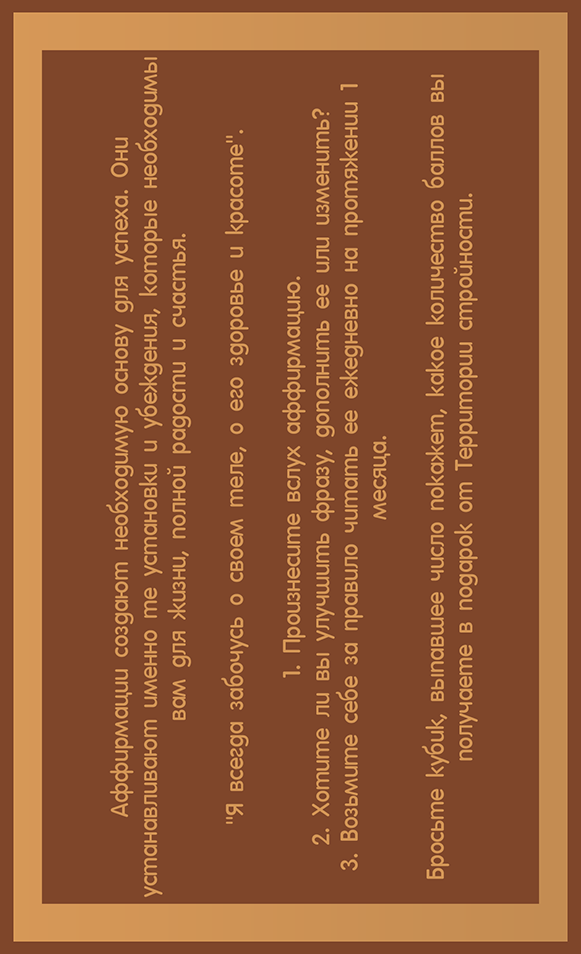 Аффирмации создают необходимую основу для успеха. Они
устанавливают именно те установки и убеждения, которые необходимы
вам для жизни, полной радости и счастья.
"Я всегда забочусь о своем теле, о его здоровье и красоте".
1. Произнесите вслух аффирмацию.
2. Хотите ли вы улучшить фразу, дополнить ее или изменить?
3. Возьмите себе за правило читать ее ежедневно на протяжении 1
месяца.
Бросьте кубик, выпавшее число покажет, какое количество баллов вы
получаете в подарок от Территории стройности.